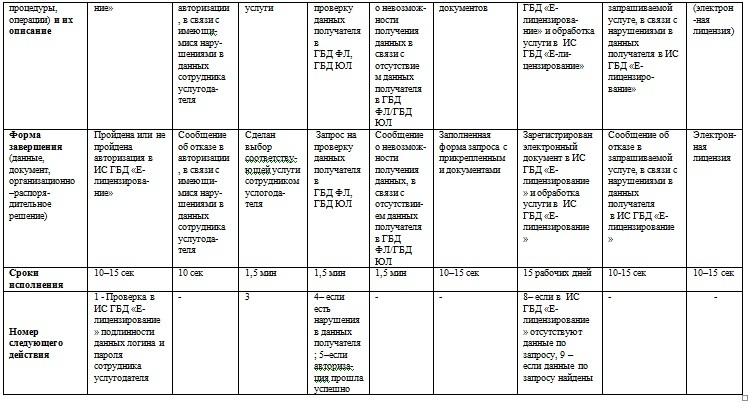 процедуры,
операции) и их
описание
ние»
авторизации
, в связи с
имеющи-
мися нару-
шениями в
данных
сотрудника
услугода-
теля
услуги
проверку
данных
получателя
в
ГБД ФЛ,
ГБД ЮЛ
о невозмож-
ности
получения
данных в
связи с
отсутствие
м данных
получателя
в ГБД
ФЛ/ГБД
ЮЛ
документов
ГБД «Е-
лицензирова-
ние» и обработка
услуги в ИС
ГБД «Е-ли-
цензирование»
запрашиваемой
услуге, в связи с
нарушениями в
данных
получателя в ИС
ГБД «Е-
лицензиро-
вание»
(электрон
-ная
лицензия)
Форма
завершения
(данные,
документ,
организационно
-распоря-
дительное
решение)
Пройдена или не
пройдена
авторизация в
ИС ГБД «Е-
лицензирова-
ние»
Сообщение
об отказе в
авторизации
, в связи с
имеющи-
мися нару-
шениями в
данных
сотрудника
услугода-
теля
Сделан
выбор
соответству-
ющей услуги
сотрудником
услогода-
теля
Запрос на
проверку
данных
получателя
в
ГБД ФЛ,
ГБД ЮЛ
Сообщение
о невозмож-
ности
получения
данных, в
связи с
отсутстви-
ем данных
получателя
в ГБД
ФЛ/ГБД
ЮЛ
Заполненная
форма запроса с
прикрепленным
и документами
Зарегистрирован
электронный
документ в ИС
ГБД «Е-
лицензирование
» и обработка
услуги в ИС
ГБД «Е-
лицензирование
»
Сообщение об
отказе в
запрашиваемой
услуге, в связи с
нарушениями в
данных
получателя
в ИС ГБД «Е-
лицензирование
»
Электрон-
ная
лицензия
Сроки
исполнения
10–15 сек
10 сек
1,5 мин
1,5 мин
1,5 мин
10–15 сек
15 рабочих дней
10-15 сек
10–15 сек
Номер
следующего
действия
1 - Проверка в
ИС ГБД «Е-
лицензирование
» подлинности
данных логина и
пароля
сотрудника
услугодателя
-
3
4– если
есть
нарушения
в данных
получателя
; 5–если
авториза-
ция прошла
успешно
-
-
8– если в ИС
ГБД «Е-
лицензирование
» отсутствуют
данные по
запросу, 9 –
если данные по
запросу найдены
-
-